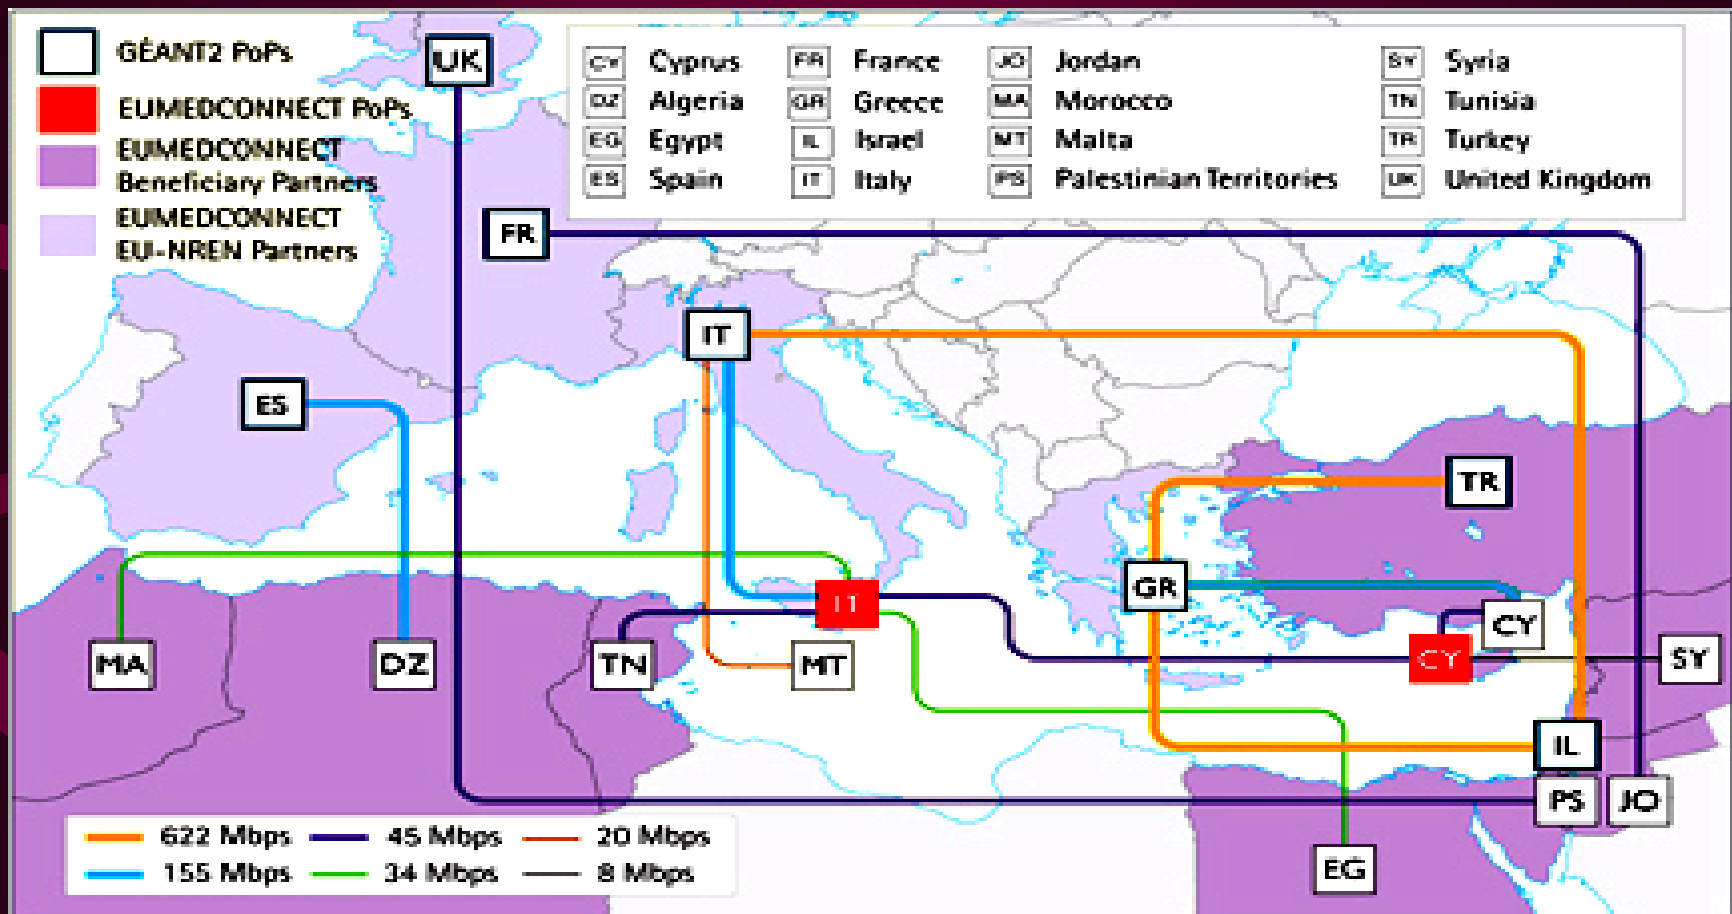 GÉANT2 PoPs
EUMEDCONNECT PoPs
EUMEDCONNECT
Beneficiary Partners
EUMEDCONNECT
EU-NREN Partners
CY Cyprus FR France JO Jordan SY Syria
DZ Algeria GR Greece MA Morocco TN Tunisia
EG Egypt IL Israel MT Malta TR Turkey
ES Spain IT Italy PS Palestinian Territories UK United Kingdom
UK
FR
IT
ES
TR
GR
IT
CY
MA
DZ
TN
MT
CY
SY
IL
PS
JO
EG
622 Mbps 45 Mbps 20 Mbps
155 Mbps 34 Mbps 8 Mbps